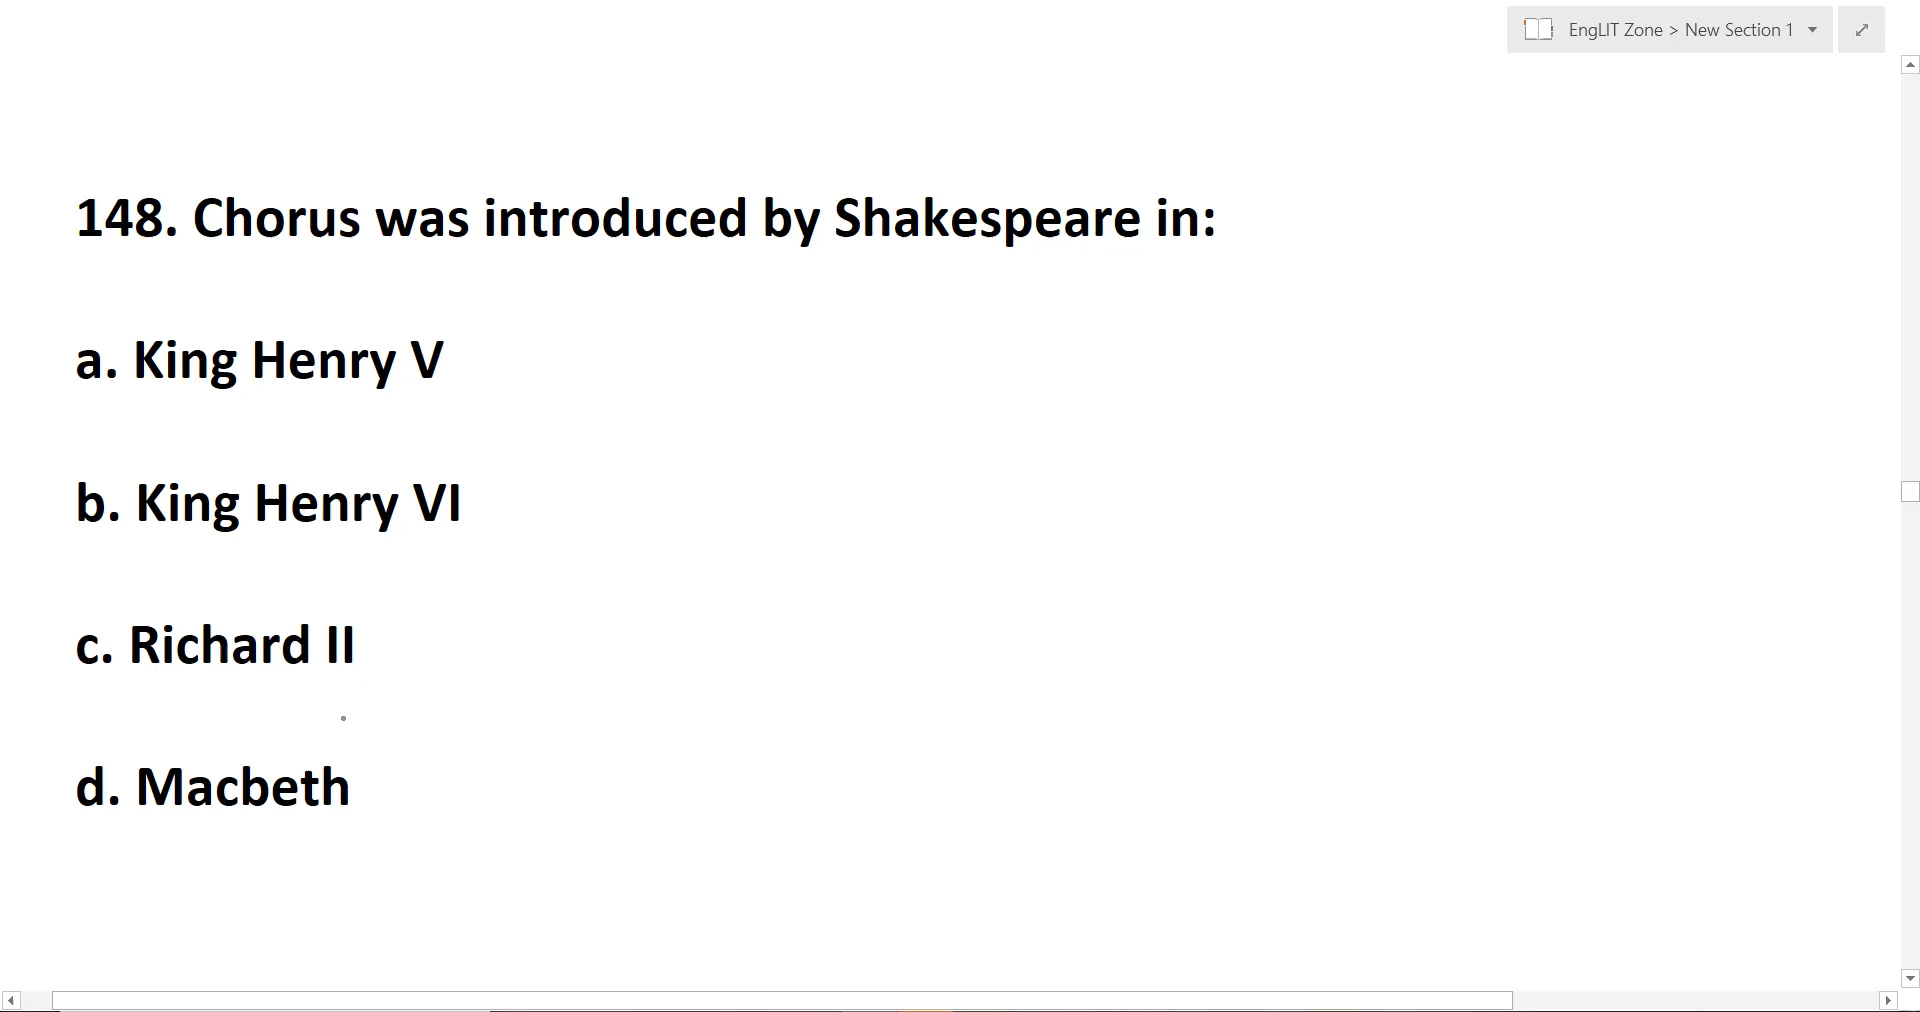 EngLIT Zone > New Section 1
148. Chorus was introduced by Shakespeare in:
a. King Henry V
b. King Henry VI
c. Richard II
d. Macbeth